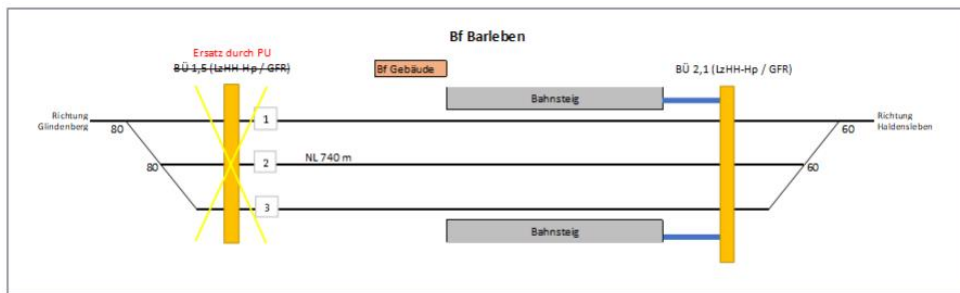 Bf Barleben
Ersatz durch PU
BÜ 1,5 (LzHH-Hp / GFR)
Bf Gebäude
BÜ 2,1 (LzHH-Hp / GFR)
Bahnsteig
Richtung
Glindenberg
80
1
Richtung
Haldensleben
60
80
2
NL 740 m
60
3
Bahnsteig